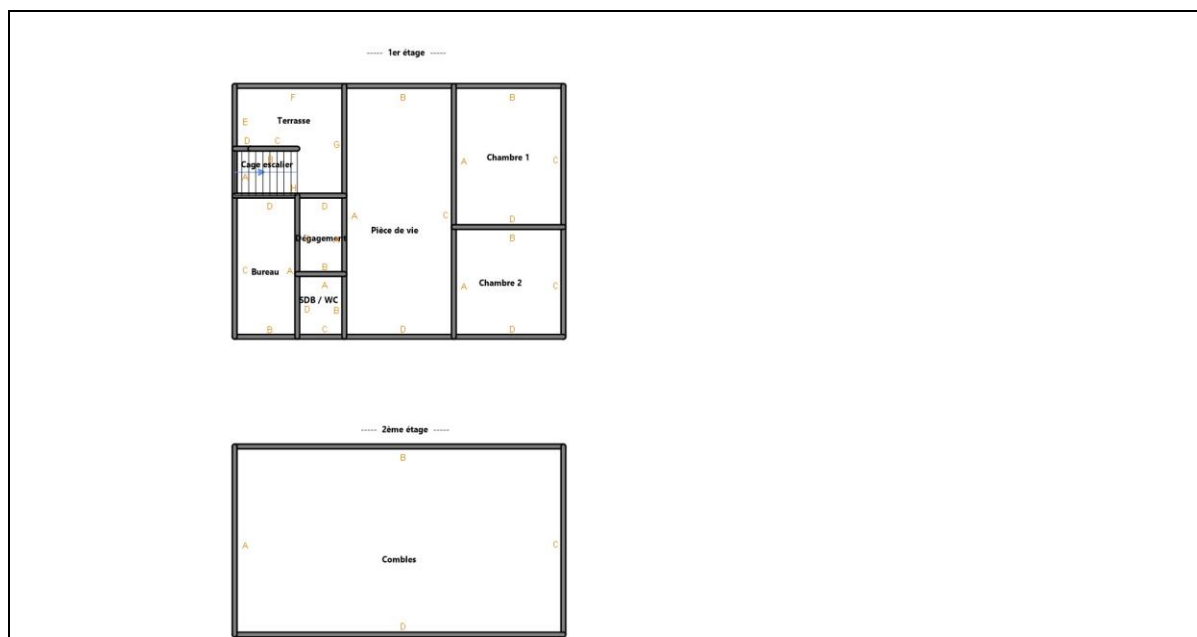 ----- 1er étage -----
F B B
Terrasse
E
D C G
B
Cage escalier
A
H
Chambre 1
A C
D D A C D
Pièce de vie
B
Dégagement
C Bureau A B
A
Chambre 2
A C
SDB / WC
D B
B C D D
----- 2ème étage -----
B
A C
Combles
D